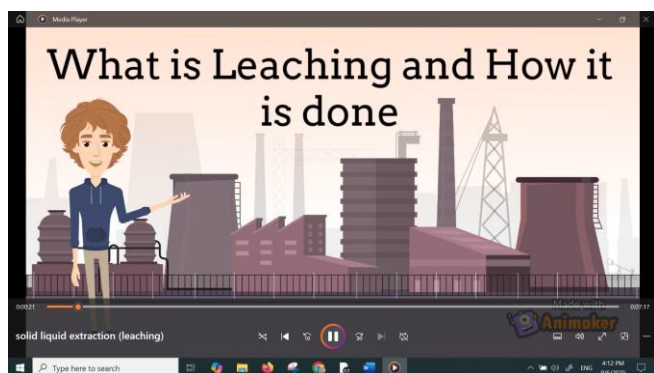 Media Player
What is Leaching and How it
is done
Made with
Animaker
0:00:21
0:07:17
solid liquid extraction (leaching)
Type here to search
ENG
4:12 PM